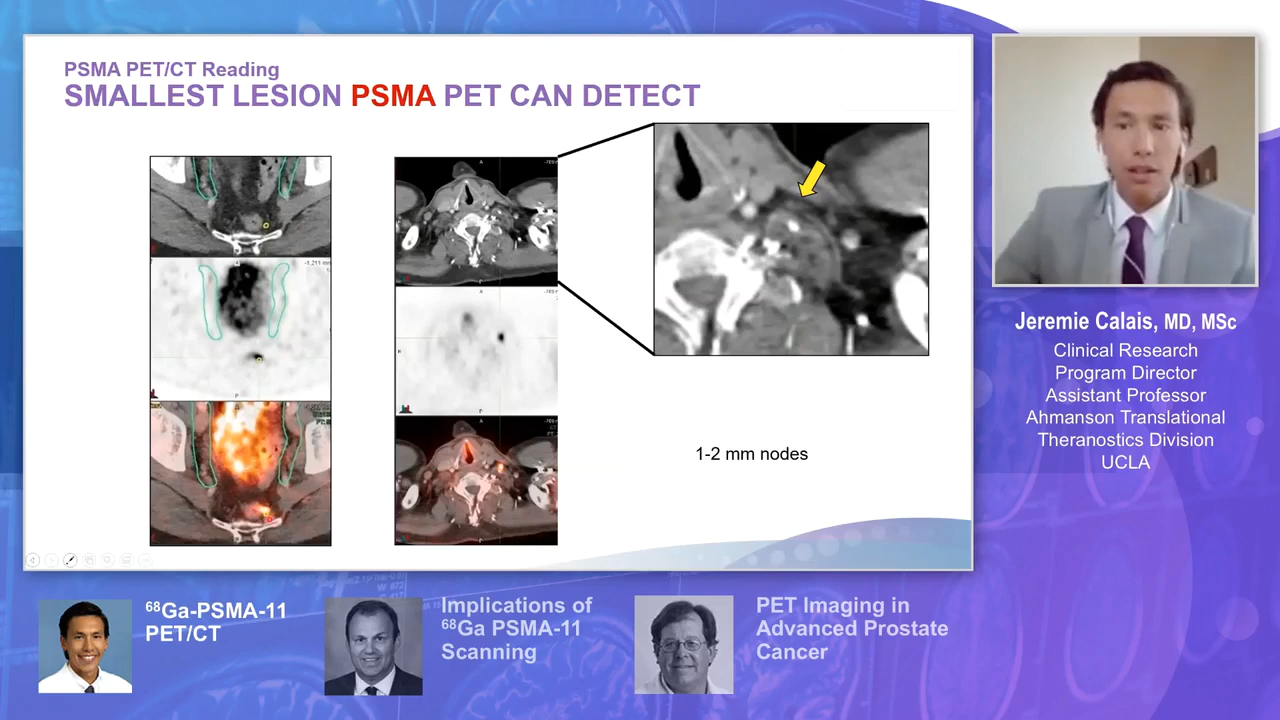 PSMA PET/CT Reading
SMALLEST LESION PSMA PET CAN DETECT
1-2 mm nodes
Jeremie Calais, MD, MSc
Clinical Research
Program Director
Assistant Professor
Ahmanson Translational
Theranostics Division
UCLA
68Ga-PSMA-11
PET/CT
Implications of
68Ga PSMA-11
Scanning
PET Imaging in
Advanced Prostate
Cancer